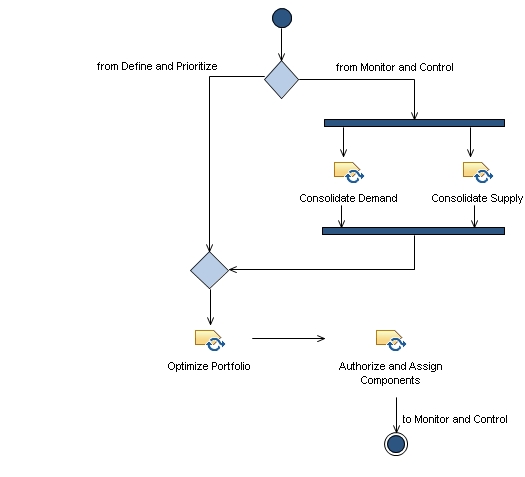 from Define and Prioritize
from Monitor and Control
Consolidate Demand
Consolidate Supply
Optimize Portfolio
Authorize and Assign
Components
to Monitor and Control